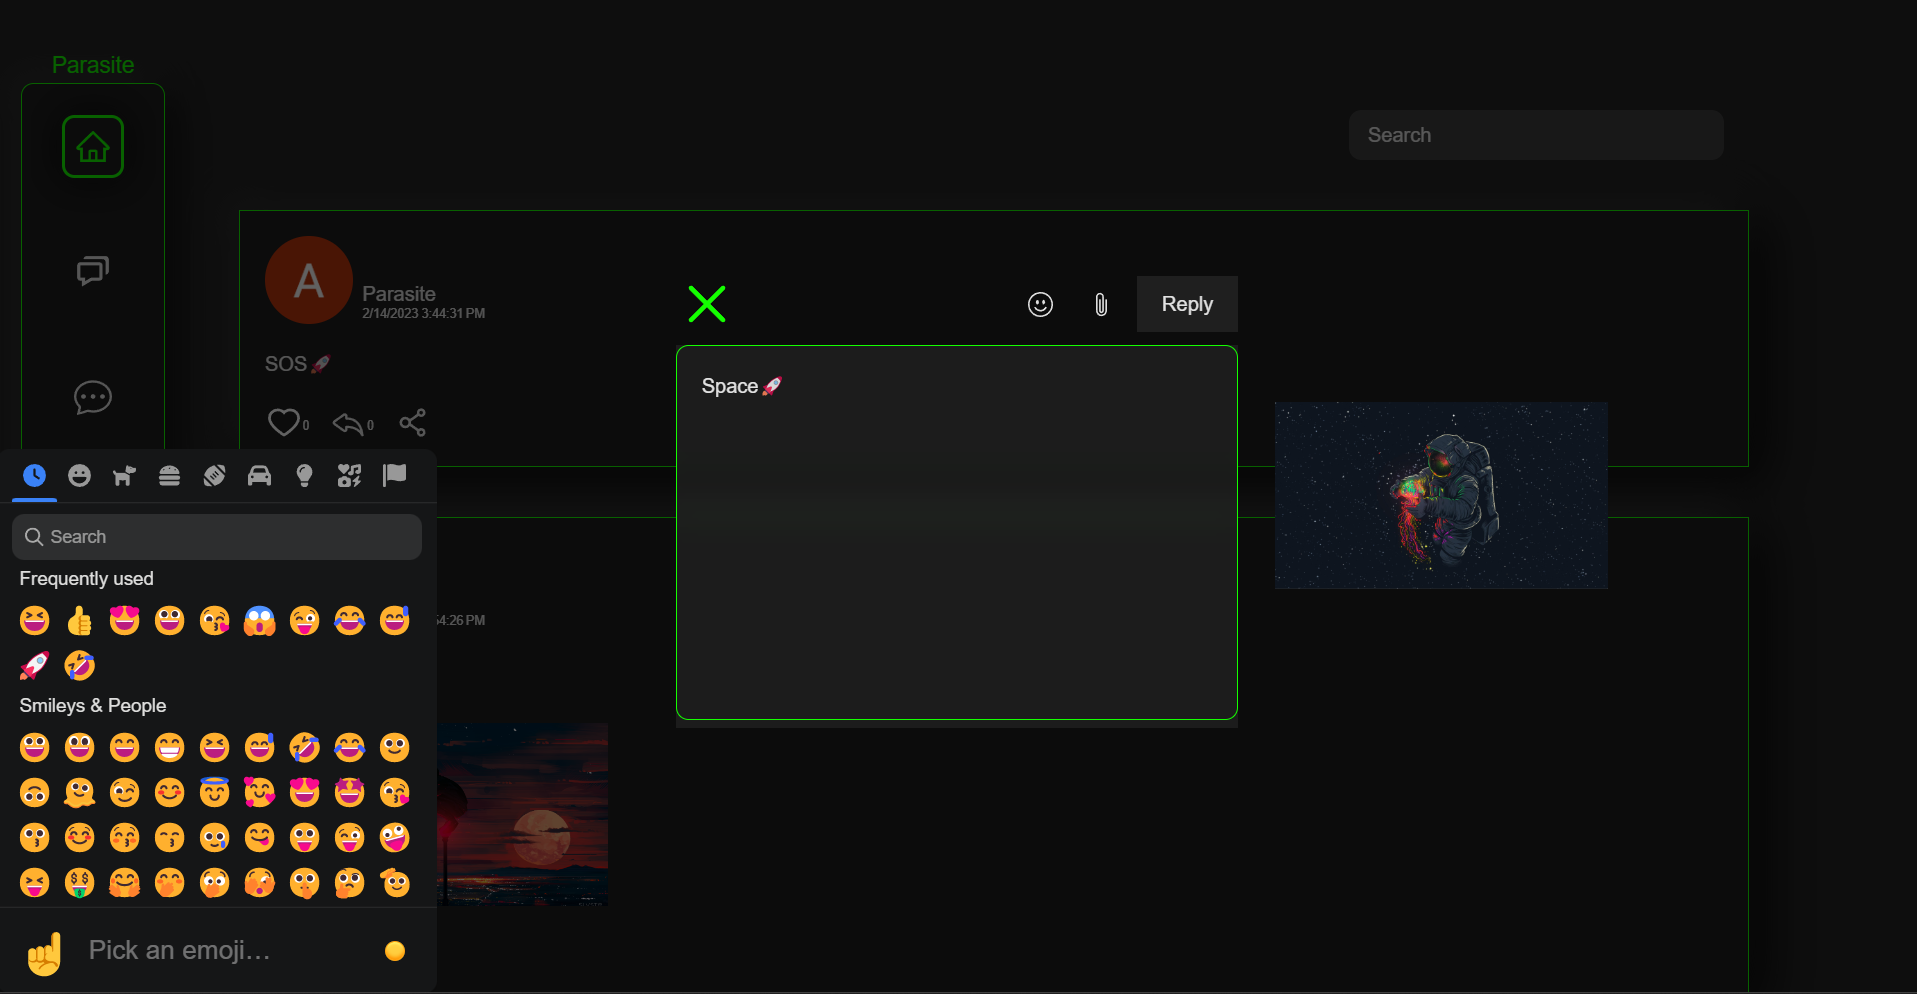 Parasite
Search
A
Parasite
2/14/2023 3:44:31 PM
SOS🚀
0
0
Reply
Space🚀
Search
Frequently used
54:26 PM
Smileys & People
Pick an emoji…